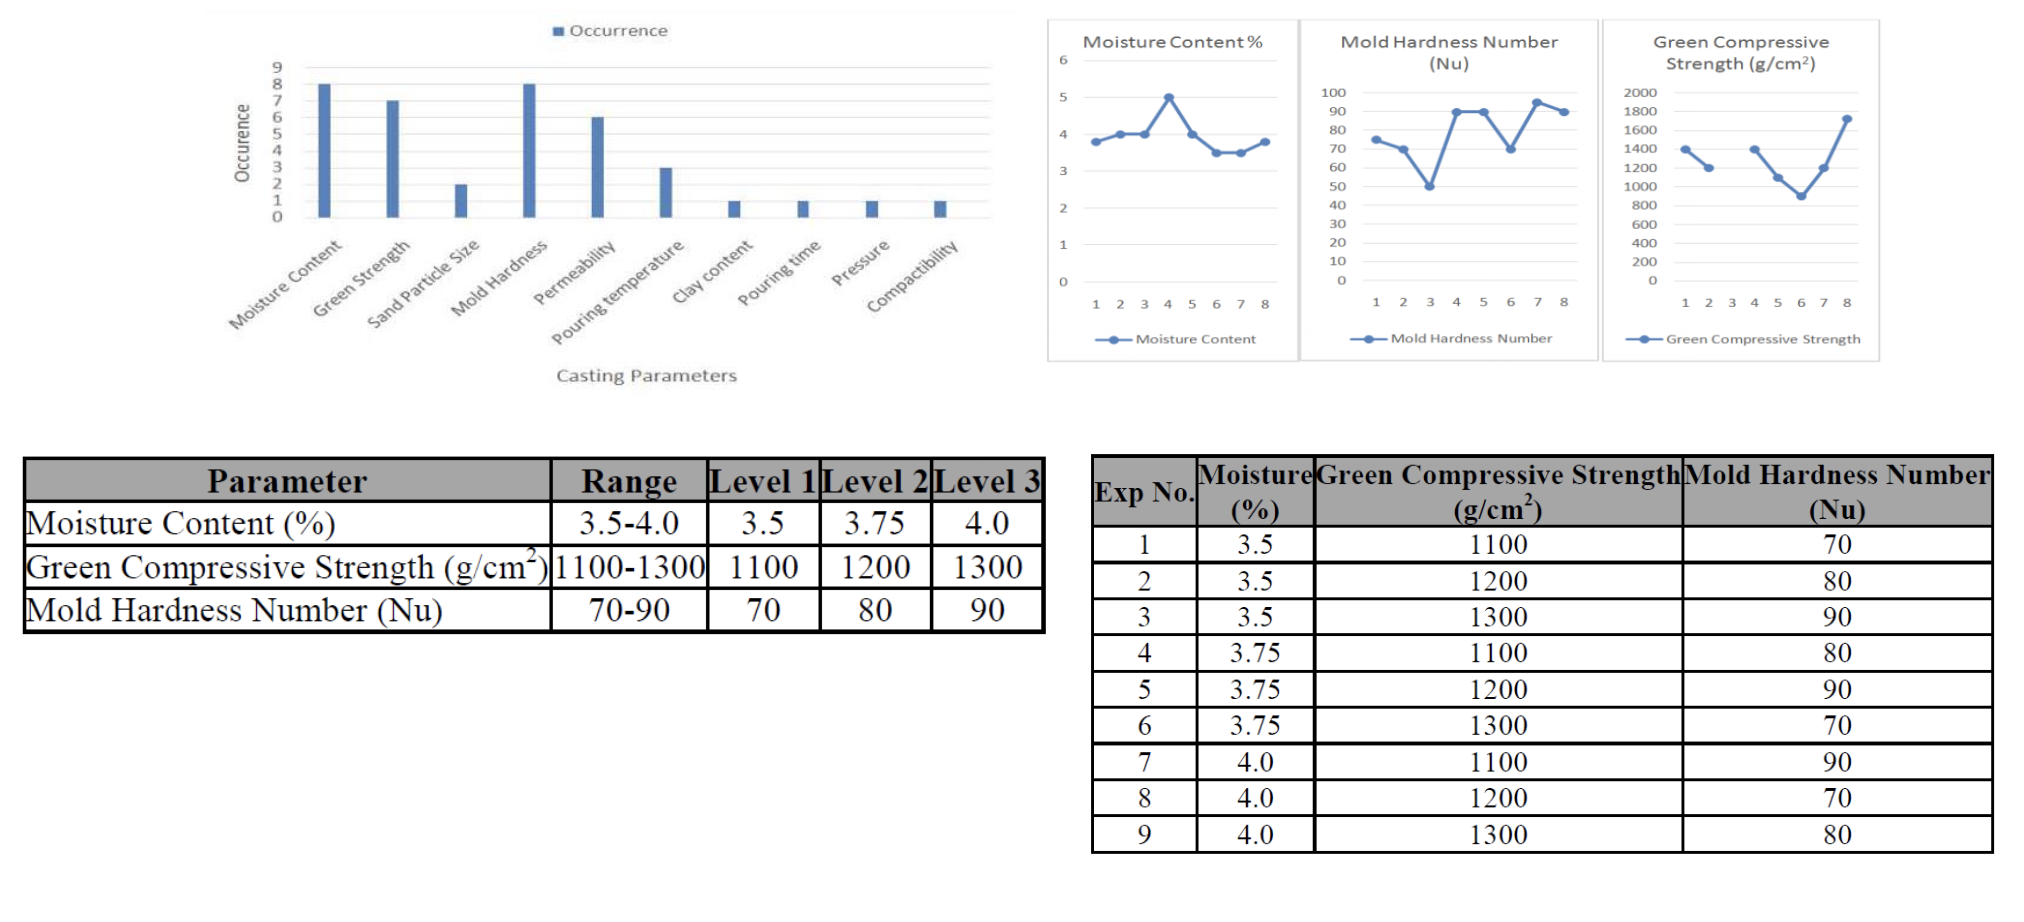 Occurrence
9
8
7
6
5
4
3
2
1
0
Occurence
Moisture Content
Green Strength
Sand Particle Size
Mold Hardness
Permeability
Pouring temperature
Clay content
Pouring time
Pressure
Compactibility
Casting Parameters
Moisture Content %
6
5
4
3
2
1
0
1 2 3 4 5 6 7 8
Moisture Content
Mold Hardness Number
(Nu)
100
90
80
70
60
50
40
30
20
10
0
1 2 3 4 5 6 7 8
Mold Hardness Number
Green Compressive
Strength (g/cm²)
2000
1800
1600
1400
1200
1000
800
600
400
200
0
1 2 3 4 5 6 7 8
Green Compressive Strength
Parameter Range Level 1 Level 2 Level 3
Moisture Content (%) 3.5-4.0 3.5 3.75 4.0
Green Compressive Strength (g/cm²) 1100-1300 1100 1200 1300
Mold Hardness Number (Nu) 70-90 70 80 90
Exp No. Moisture (%) Green Compressive Strength (g/cm²) Mold Hardness Number (Nu)
1 3.5 1100 70
2 3.5 1200 80
3 3.5 1300 90
4 3.75 1100 80
5 3.75 1200 90
6 3.75 1300 70
7 4.0 1100 90
8 4.0 1200 70
9 4.0 1300 80